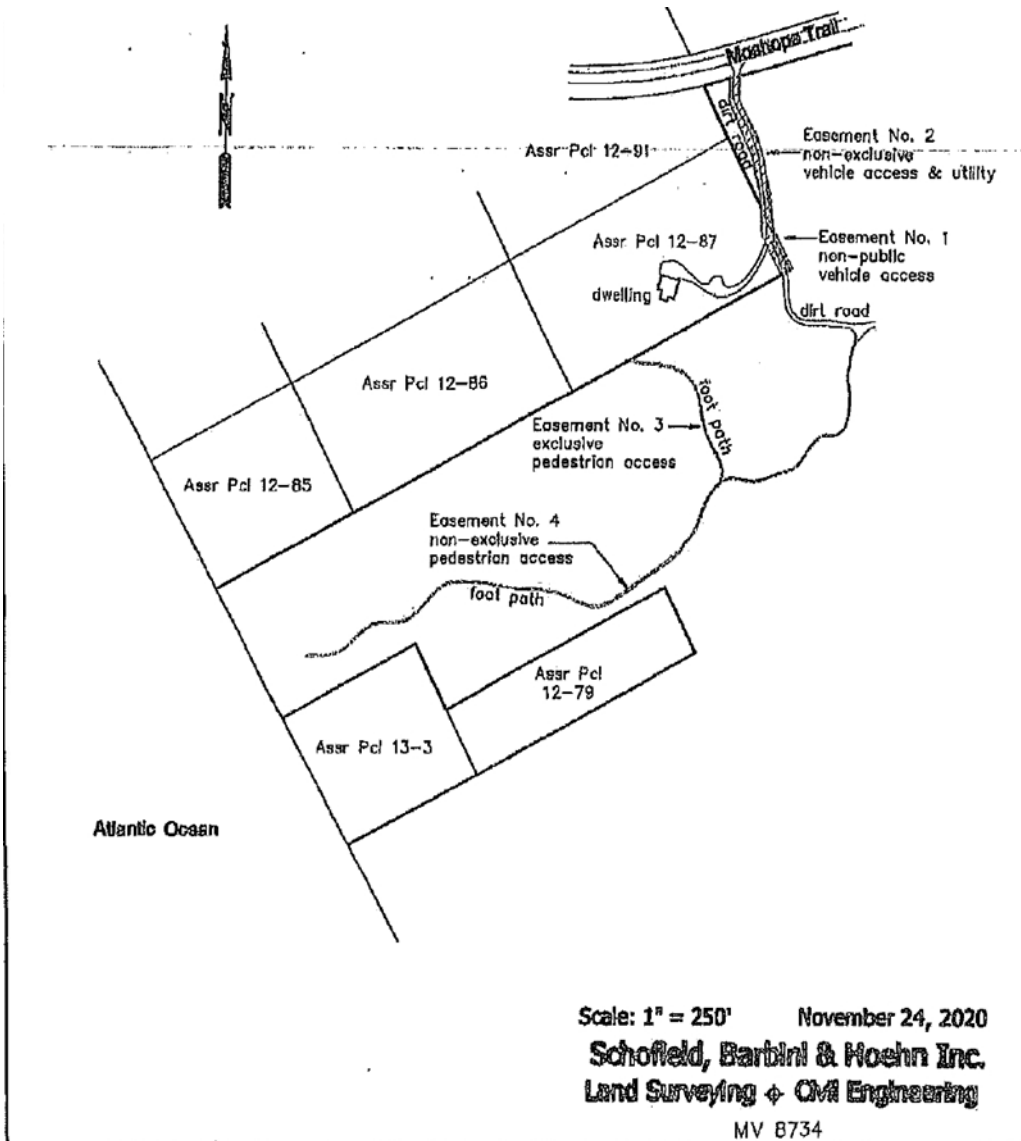 Moshopa Trail
dirt road
Easement No. 2
non-exclusive
vehicle access & utility
Assr Pcl 12-91
N
Assr Pcl 12-87
Easement No. 1
non-public
vehicle access
dwelling
dirt road
Assr Pcl 12-86
foot path
Easement No. 3
exclusive
pedestrian access
Assr Pcl 12-85
Easement No. 4
non-exclusive
pedestrian access
foot path
Assr Pcl
12-79
Assr Pcl 13-3
Atlantic Ocean
Scale: 1" = 250' November 24, 2020
Schofield, Barbini & Hoehn Inc.
Land Surveying ⌖ Civil Engineering
MV 8734